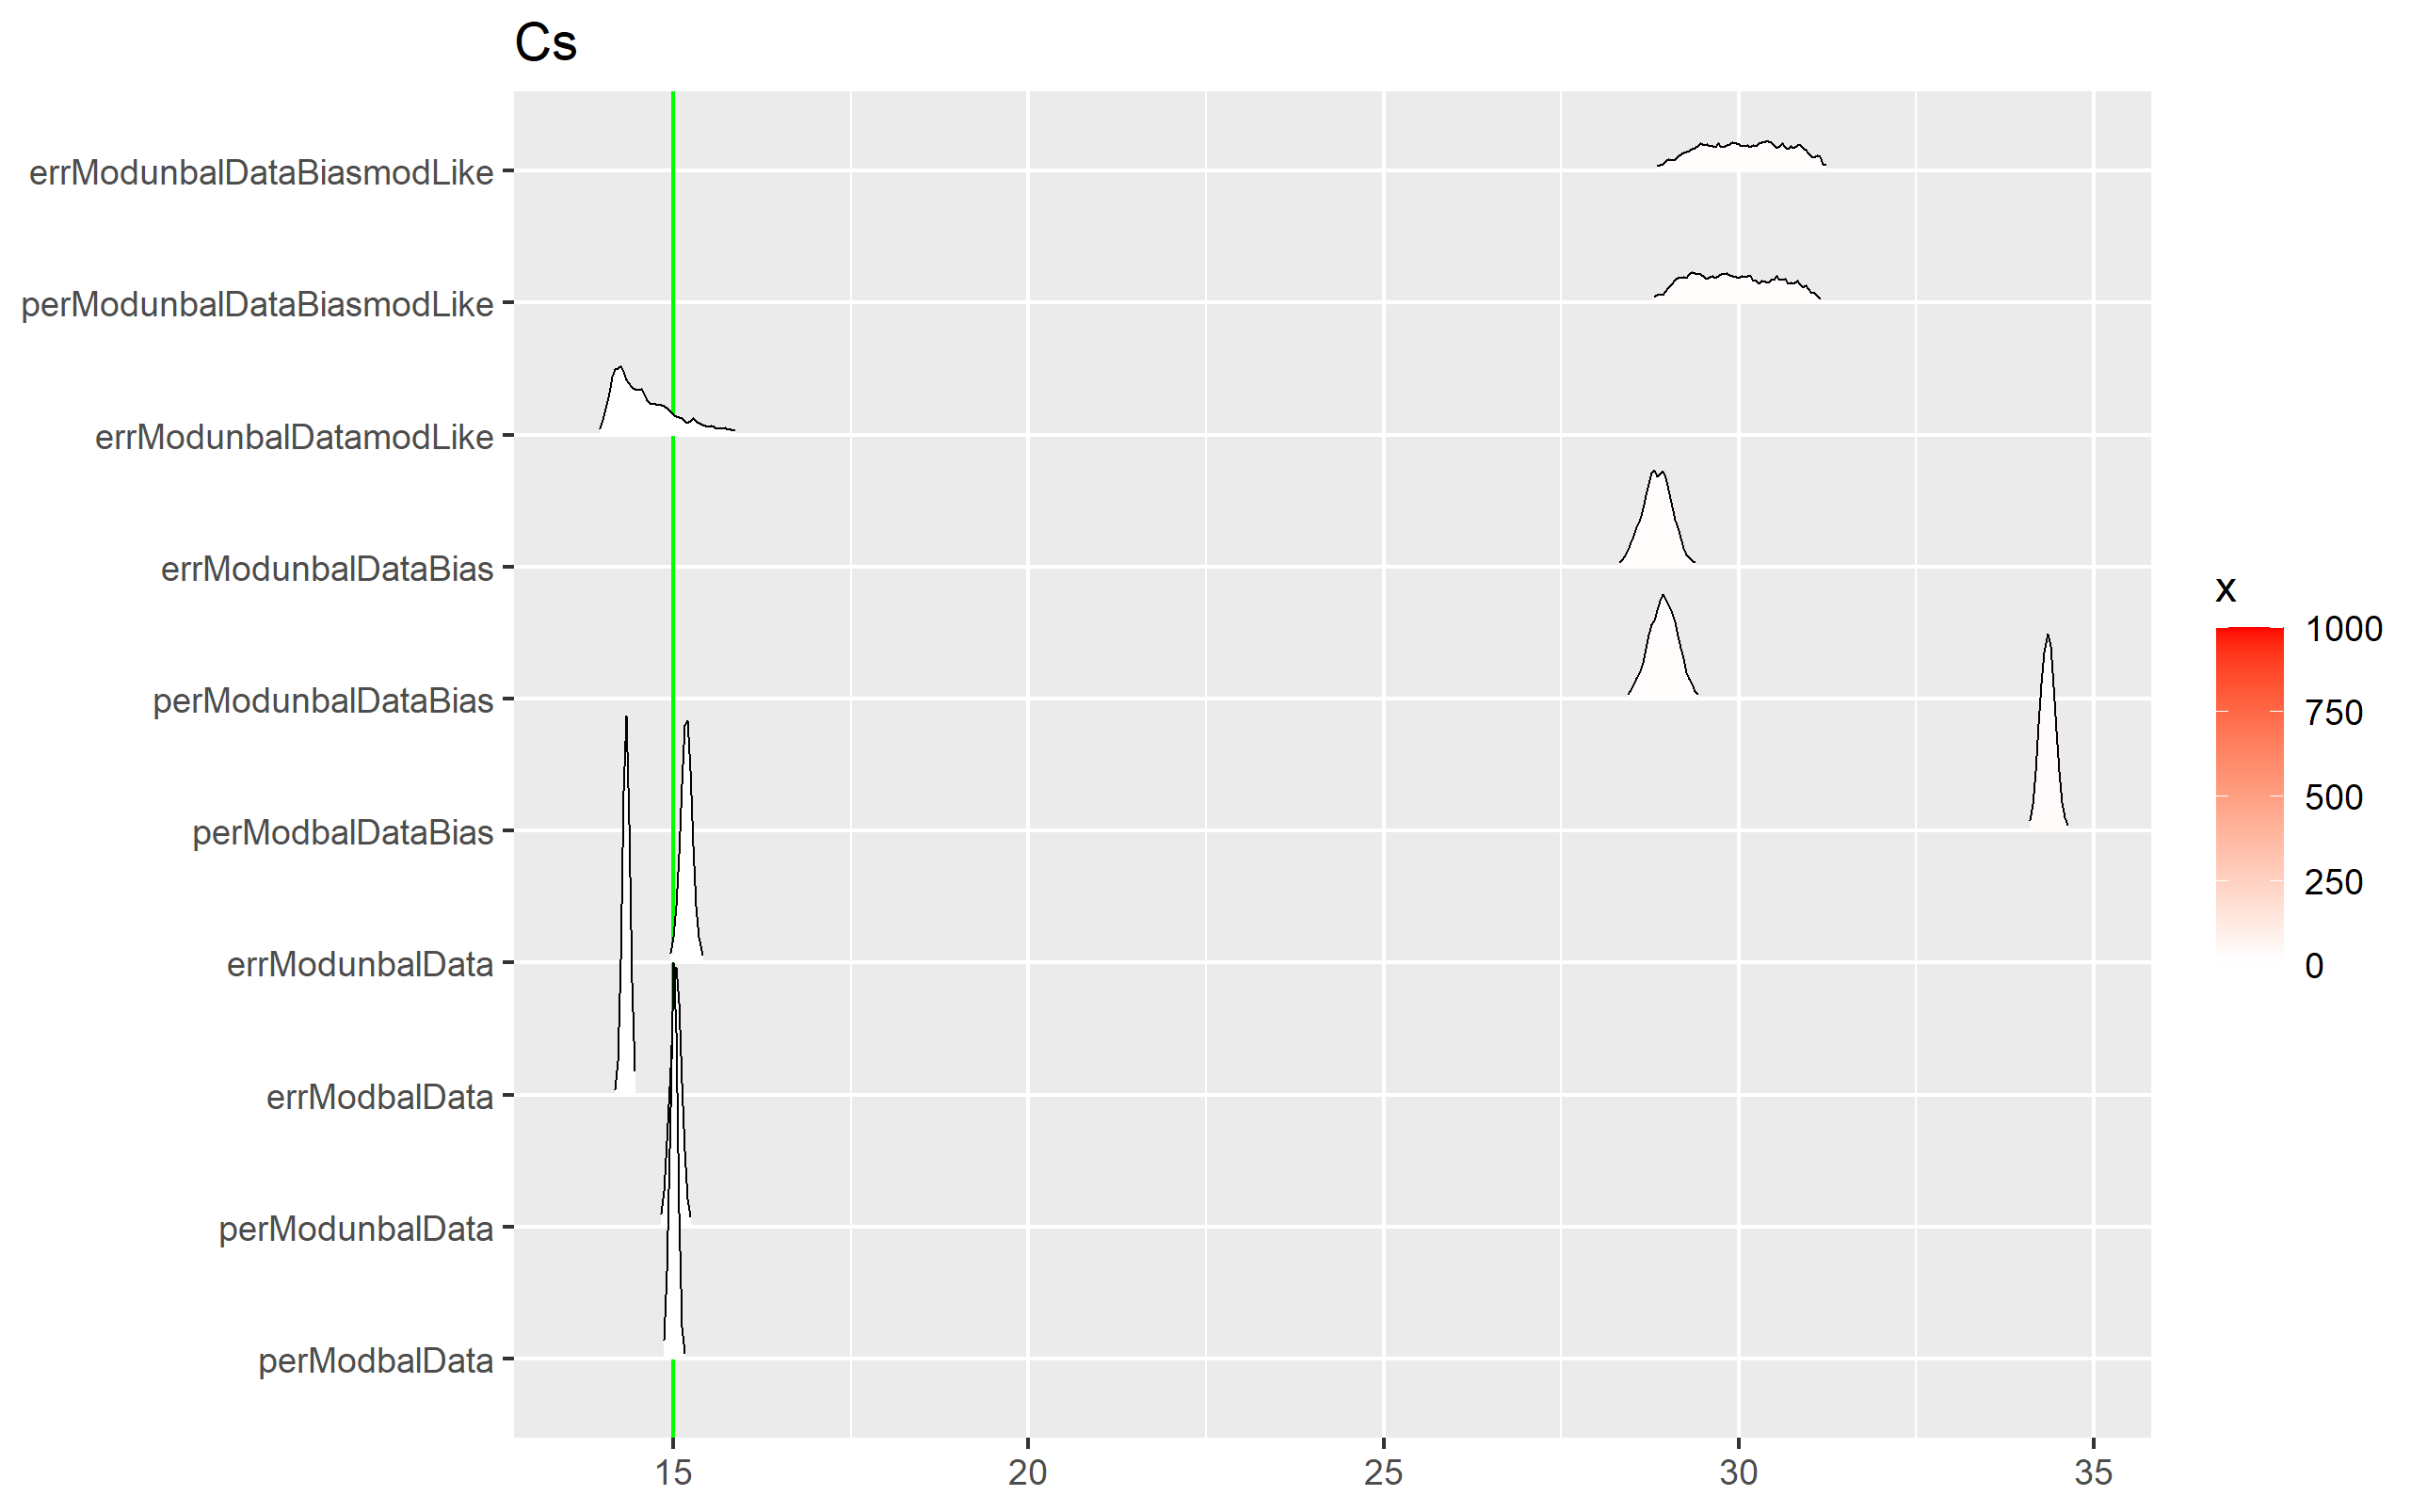 Cs
errModunbalDataBiasmodLike
perModunbalDataBiasmodLike
errModunbalDatamodLike
errModunbalDataBias
perModunbalDataBias
perModbalDataBias
errModunbalData
errModbalData
perModunbalData
perModbalData
15 20 25 30 35
x
1000
750
500
250
0